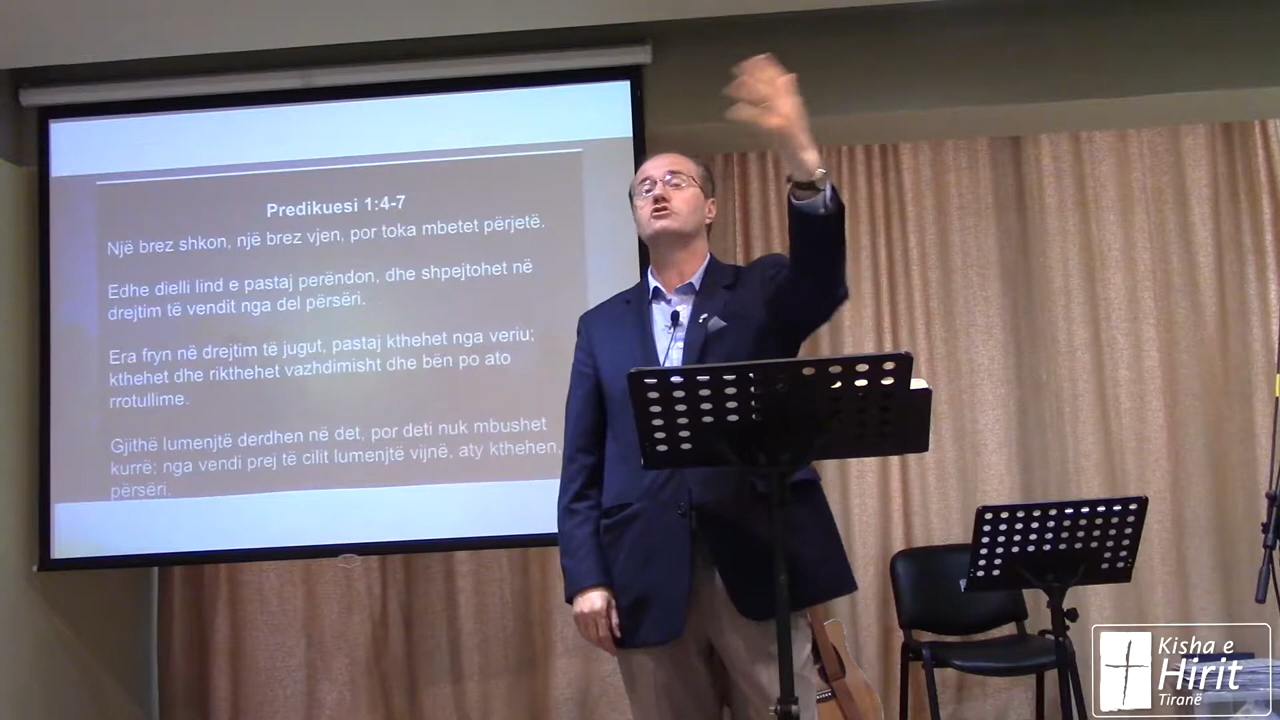 Predikuesi 1:4-7
Një brez shkon, një brez vjen, por toka mbetet përjetë.
Edhe dielli lind e pastaj perëndon, dhe shpejtohet në
drejtim të vendit nga del përsëri.
Era fryn në drejtim të jugut, pastaj kthehet nga veriu;
kthehet dhe rikthehet vazhdimisht dhe bën po ato
rrotullime.
Gjithë lumenjtë derdhen në det, por deti nuk mbushet
kurrë; nga vendi prej të cilit lumenjtë vijnë, aty kthehen,
përsëri.
Kisha e
Hirit
Tiranë